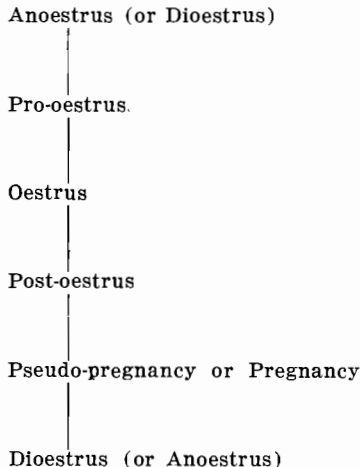 Anoestrus (or Dioestrus)
Pro-oestrus.
Oestrus
Post-oestrus
Pseudo-pregnancy or Pregnancy
Dioestrus (or Anoestrus)